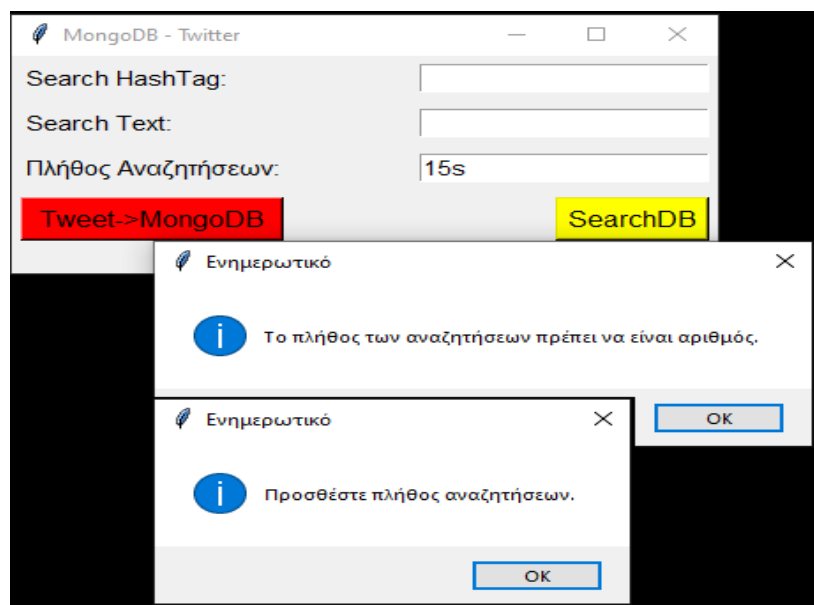 MongoDB - Twitter
Search HashTag:
Search Text:
Πλήθος Αναζητήσεων:
15s
Tweet->MongoDB
SearchDB
Ενημερωτικό
Το πλήθος των αναζητήσεων πρέπει να είναι αριθμός.
OK
Ενημερωτικό
Προσθέστε πλήθος αναζητήσεων.
OK